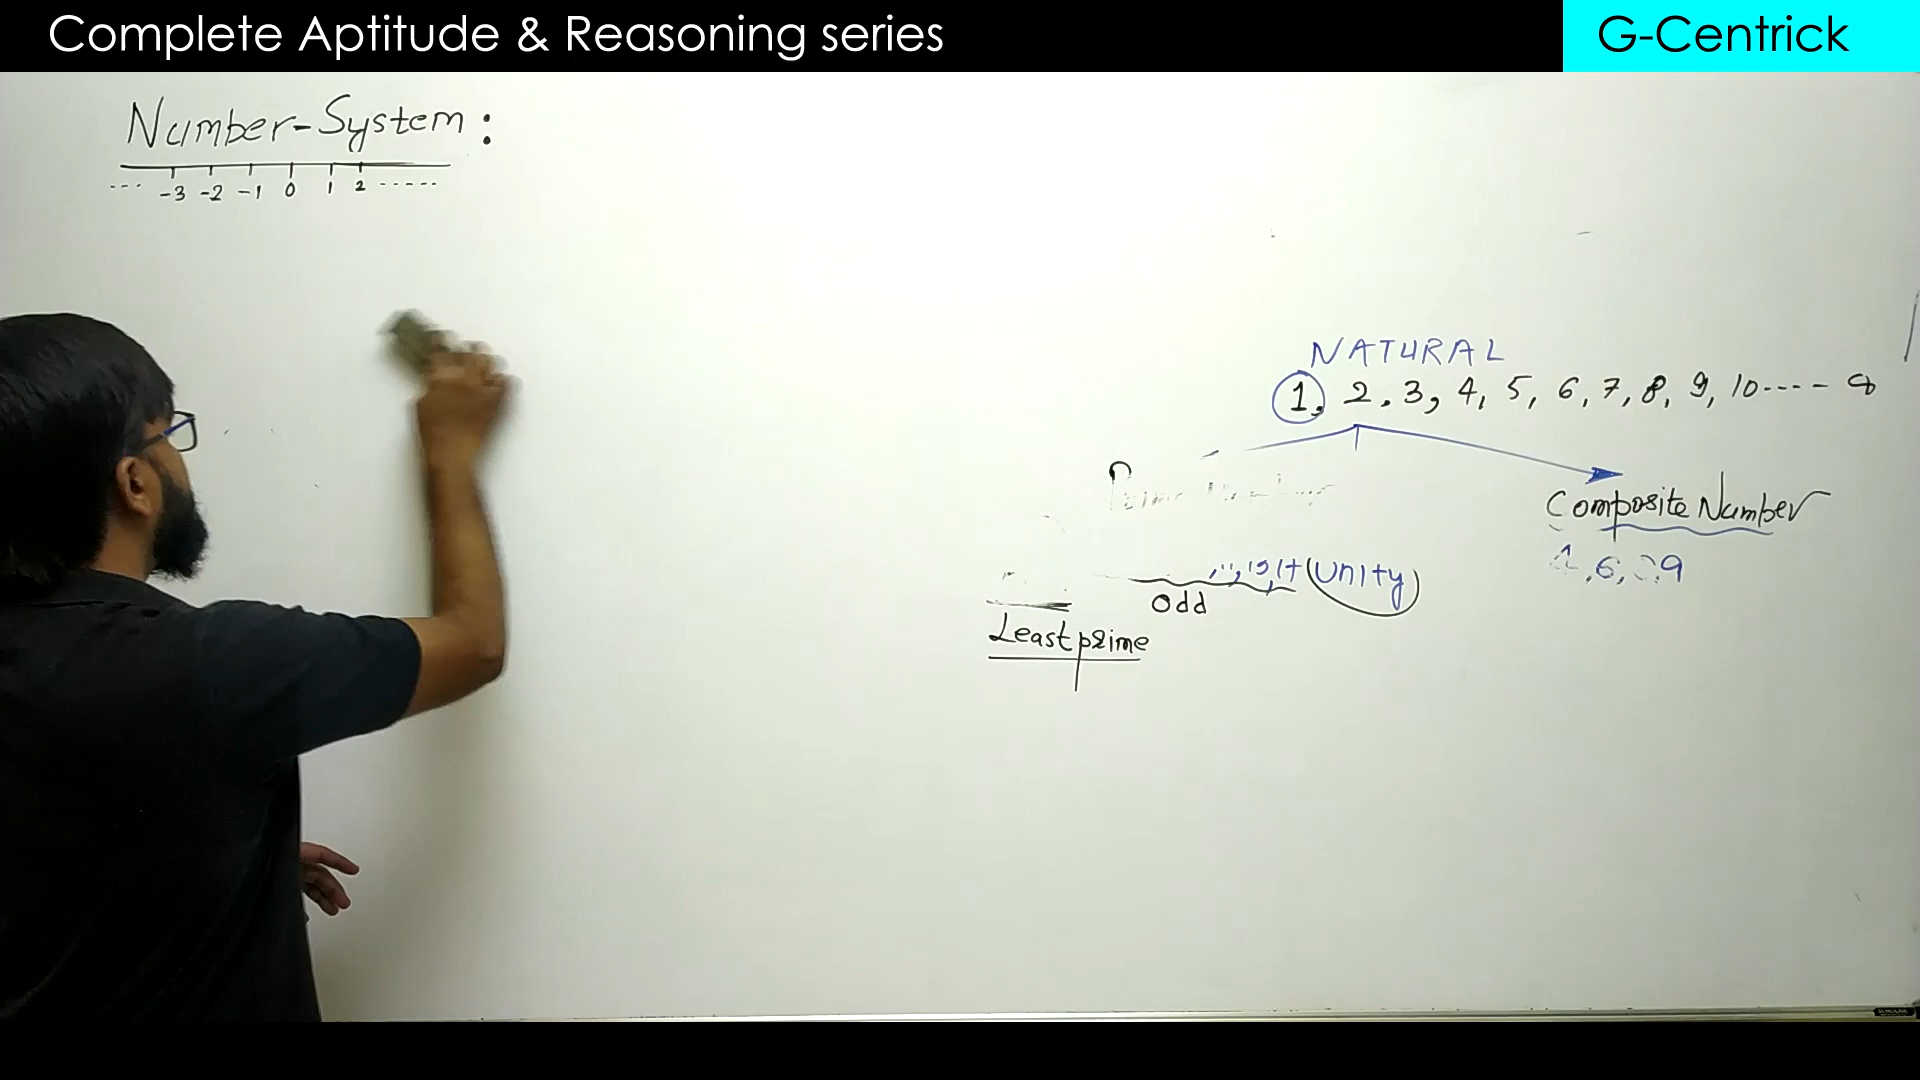 Complete Aptitude & Reasoning series
G-Centrick
Number-System:
--- -3 -2 -1 0 1 2 -----
NATURAL
1, 2, 3, 4, 5, 6, 7, 8, 9, 10---- ∞
Composite Number
, 6, , 9
Unity
Odd
Least prime